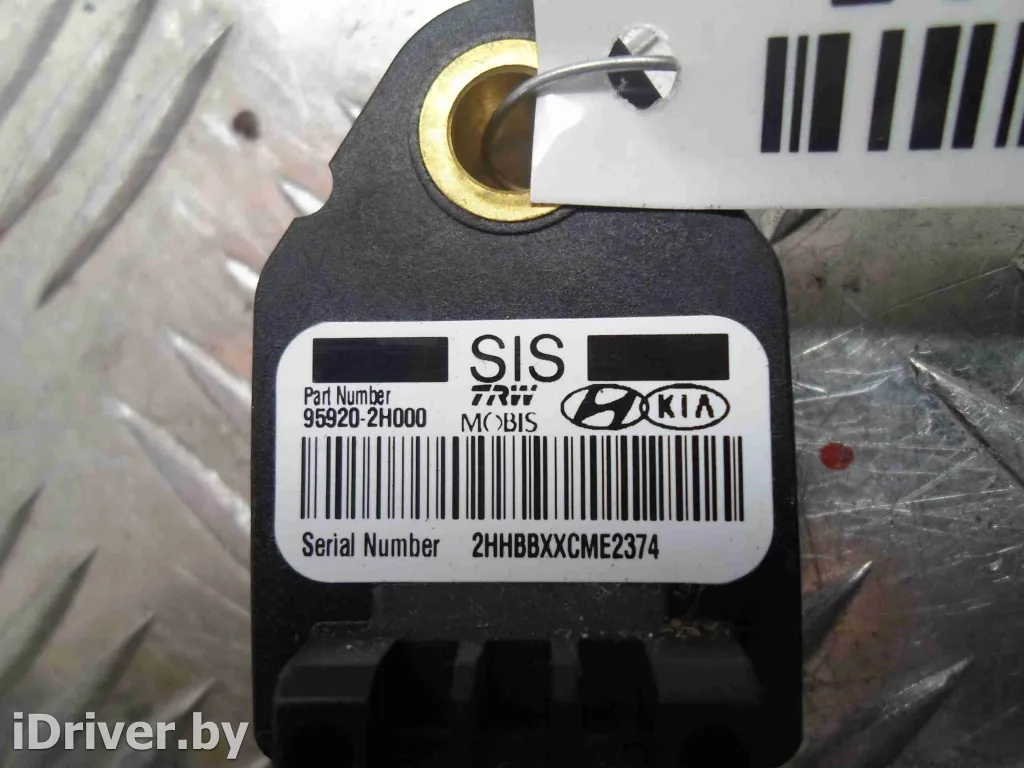 SIS
TRW
Part Number
95920-2H000
MOBIS
KIA
Serial Number 2HHBBXXCME2374
iDriver.by